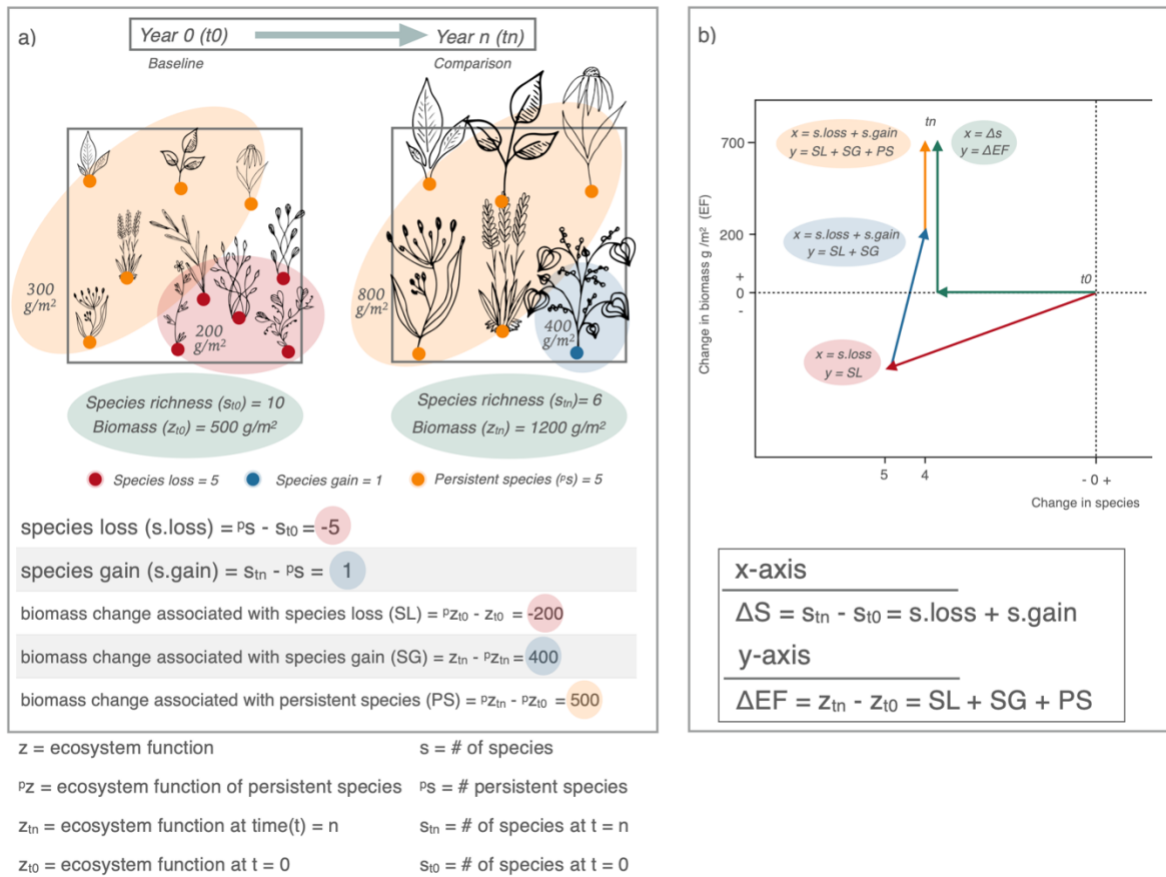 a)
Year 0 (t0)
Year n (tn)
Baseline
Comparison
300
g/m²
200
g/m²
800
g/m²
400
g/m²
Species richness (st0) = 10
Biomass (zt0) = 500 g/m²
Species richness (stn)= 6
Biomass (ztn) = 1200 g/m²
Species loss = 5
Species gain = 1
Persistent species (ᵖs) = 5
species loss (s.loss) = ᵖs - st0 = -5
species gain (s.gain) = stn - ᵖs = 1
biomass change associated with species loss (SL) = ᵖzt0 - zt0 = -200
biomass change associated with species gain (SG) = ztn - ᵖztn = 400
biomass change associated with persistent species (PS) = ᵖztn - ᵖzt0 = 500
z = ecosystem function
ᵖz = ecosystem function of persistent species
ztn = ecosystem function at time(t) = n
zt0 = ecosystem function at t = 0
s = # of species
ᵖs = # persistent species
stn = # of species at t = n
st0 = # of species at t = 0
b)
Change in biomass g /m² (EF)
700
200
+
0
-
tn
x = s.loss + s.gain
y = SL + SG + PS
x = Δs
y = ΔEF
x = s.loss + s.gain
y = SL + SG
t0
x = s.loss
y = SL
5
4
- 0 +
Change in species
x-axis
ΔS = stn - st0 = s.loss + s.gain
y-axis
ΔEF = ztn - zt0 = SL + SG + PS